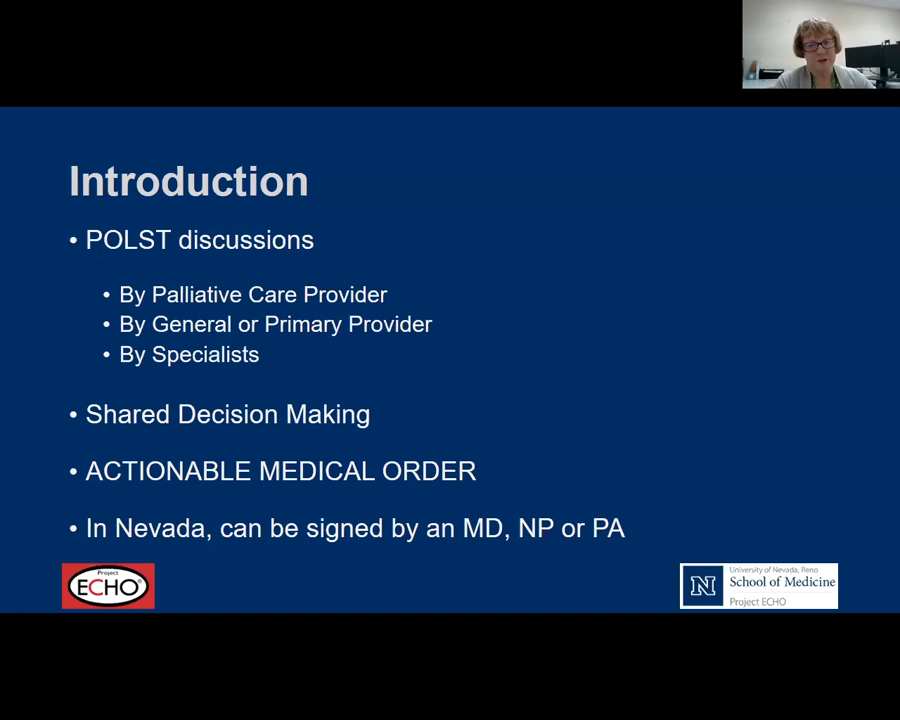 Introduction
• POLST discussions
• By Palliative Care Provider
• By General or Primary Provider
• By Specialists
• Shared Decision Making
• ACTIONABLE MEDICAL ORDER
• In Nevada, can be signed by an MD, NP or PA
Project
ECHO®
N
University of Nevada, Reno
School of Medicine
Project ECHO